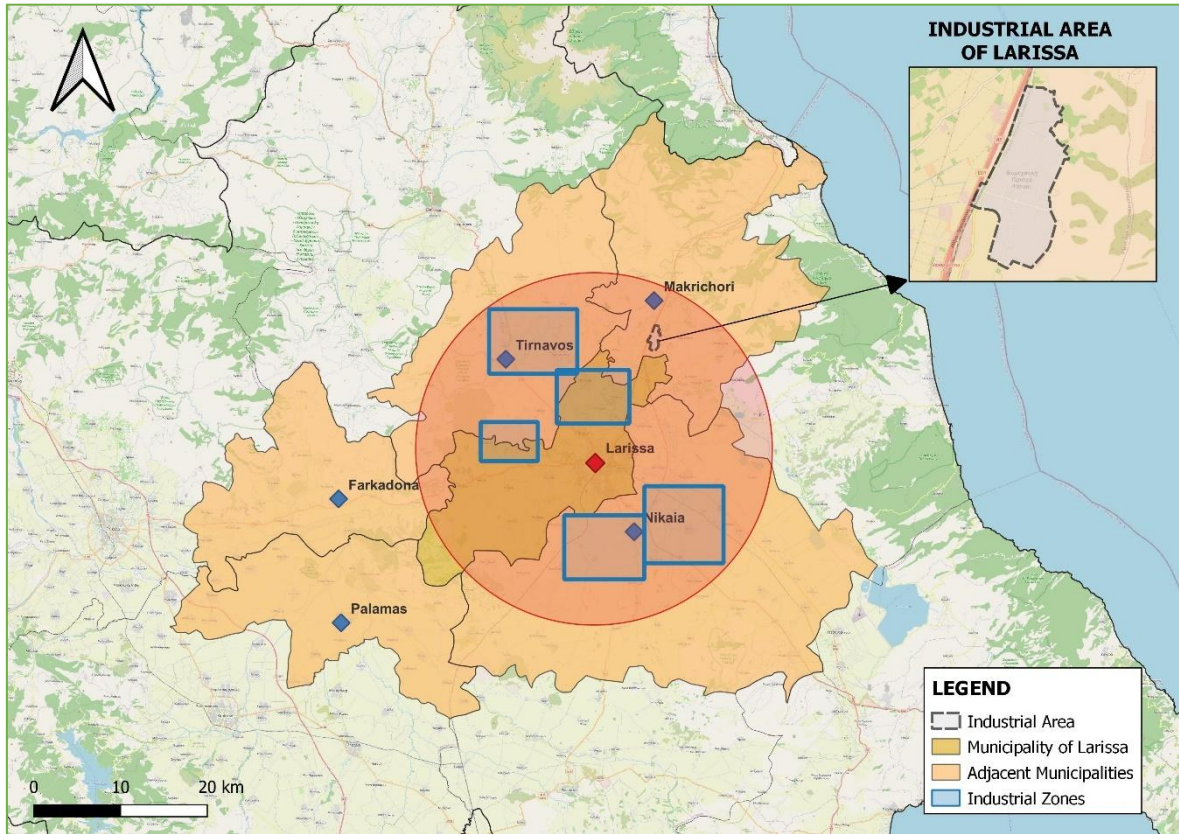 INDUSTRIAL AREA
OF LARISSA
Makrichori
Tirnavos
Larissa
Farkadona
Nikaia
Palamas
LEGEND
Industrial Area
Municipality of Larissa
Adjacent Municipalities
Industrial Zones
0 10 20 km